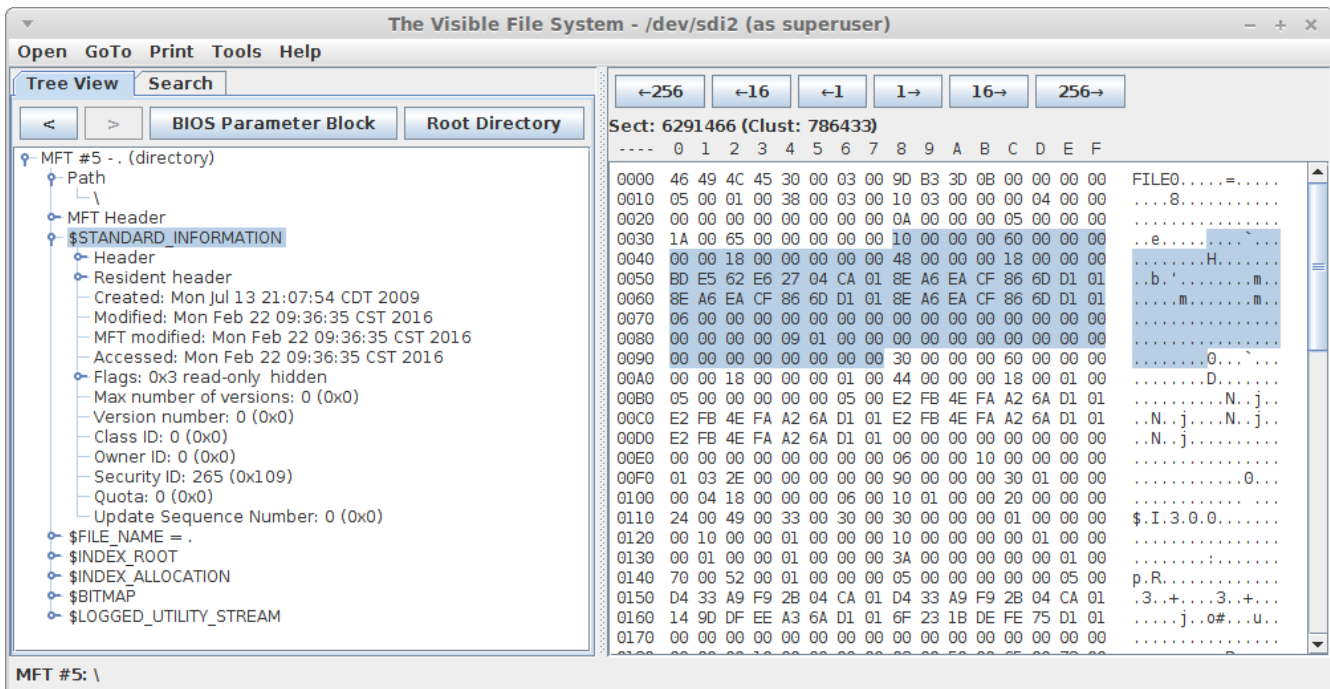 The Visible File System - /dev/sdi2 (as superuser)
Open GoTo Print Tools Help
Tree View Search
< > BIOS Parameter Block Root Directory
MFT #5 - . (directory)
Path
\
MFT Header
$STANDARD_INFORMATION
Header
Resident header
Created: Mon Jul 13 21:07:54 CDT 2009
Modified: Mon Feb 22 09:36:35 CST 2016
MFT modified: Mon Feb 22 09:36:35 CST 2016
Accessed: Mon Feb 22 09:36:35 CST 2016
Flags: 0x3 read-only hidden
Max number of versions: 0 (0x0)
Version number: 0 (0x0)
Class ID: 0 (0x0)
Owner ID: 0 (0x0)
Security ID: 265 (0x109)
Quota: 0 (0x0)
Update Sequence Number: 0 (0x0)
$FILE_NAME = .
$INDEX_ROOT
$INDEX_ALLOCATION
$BITMAP
$LOGGED_UTILITY_STREAM
←256 ←16 ←1 1→ 16→ 256→
Sect: 6291466 (Clust: 786433)
---- 0 1 2 3 4 5 6 7 8 9 A B C D E F
0000 46 49 4C 45 30 00 03 00 9D B3 3D 0B 00 00 00 00 FILE0.....=.....
0010 05 00 01 00 38 00 03 00 10 03 00 00 00 04 00 00 ....8...........
0020 00 00 00 00 00 00 00 00 0A 00 00 00 05 00 00 00 ................
0030 1A 00 65 00 00 00 00 00 10 00 00 00 60 00 00 00 ..e.........`...
0040 00 00 18 00 00 00 00 00 48 00 00 00 18 00 00 00 ........H.......
0050 BD E5 62 E6 27 04 CA 01 8E A6 EA CF 86 6D D1 01 ..b.'........m..
0060 8E A6 EA CF 86 6D D1 01 8E A6 EA CF 86 6D D1 01 .....m.......m..
0070 06 00 00 00 00 00 00 00 00 00 00 00 00 00 00 00 ................
0080 00 00 00 00 09 01 00 00 00 00 00 00 00 00 00 00 ................
0090 00 00 00 00 00 00 00 00 30 00 00 00 60 00 00 00 ........0...`...
00A0 00 00 18 00 00 00 01 00 44 00 00 00 18 00 01 00 ........D.......
00B0 05 00 00 00 00 00 05 00 E2 FB 4E FA A2 6A D1 01 ..........N..j..
00C0 E2 FB 4E FA A2 6A D1 01 E2 FB 4E FA A2 6A D1 01 ..N..j....N..j..
00D0 E2 FB 4E FA A2 6A D1 01 00 00 00 00 00 00 00 00 ..N..j..........
00E0 00 00 00 00 00 00 00 00 06 00 00 10 00 00 00 00 ................
00F0 01 03 2E 00 00 00 00 00 90 00 00 00 30 01 00 00 ............0...
0100 00 04 18 00 00 00 06 00 10 01 00 00 20 00 00 00 ............ ...
0110 24 00 49 00 33 00 30 00 30 00 00 00 01 00 00 00 $.I.3.0.0.......
0120 00 10 00 00 01 00 00 00 10 00 00 00 00 01 00 00 ................
0130 00 01 00 00 01 00 00 00 3A 00 00 00 00 00 01 00 ........:.......
0140 70 00 52 00 01 00 00 00 05 00 00 00 00 00 05 00 p.R.............
0150 D4 33 A9 F9 2B 04 CA 01 D4 33 A9 F9 2B 04 CA 01 .3..+....3..+...
0160 14 9D DF EE A3 6A D1 01 6F 23 1B DE FE 75 D1 01 .....j..o#...u..
0170 00 00 00 00 00 00 00 00 00 00 00 00 00 00 00 00 ................
MFT #5: \